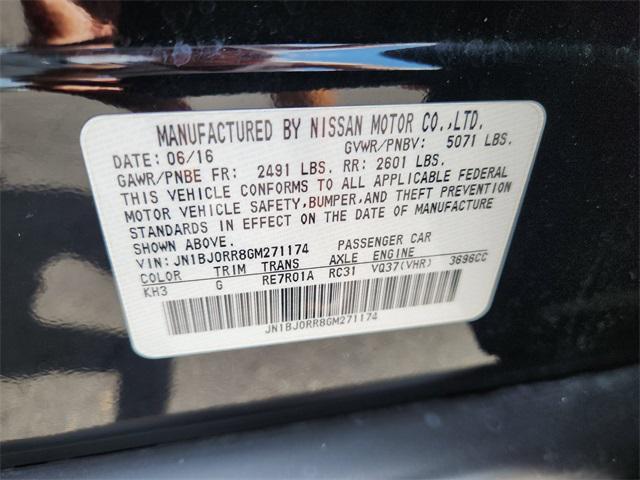 MANUFACTURED BY NISSAN MOTOR CO.,LTD.
DATE: 06/16 GVWR/PNBV: 5071 LBS.
GAWR/PNBE FR: 2491 LBS. RR: 2601 LBS.
THIS VEHICLE CONFORMS TO ALL APPLICABLE FEDERAL
MOTOR VEHICLE SAFETY,BUMPER,AND THEFT PREVENTION
STANDARDS IN EFFECT ON THE DATE OF MANUFACTURE
SHOWN ABOVE.
VIN: JN1BJ0RR8GM271174 PASSENGER CAR
COLOR TRIM TRANS AXLE ENGINE
KH3 G RE7R01A RC31 VQ37(VHR) 3696CC
JN1BJ0RR8GM271174